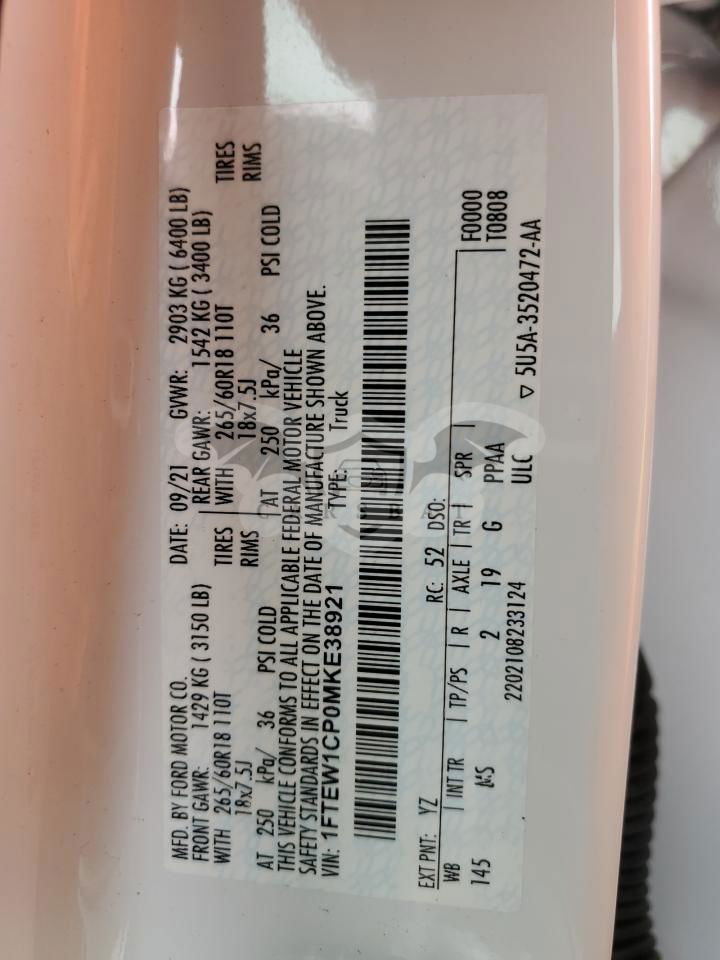 MFD. BY FORD MOTOR CO. DATE: 09/21 GVWR: 2903 KG ( 6400 LB)
FRONT GAWR: 1429 KG ( 3150 LB) REAR GAWR: 1542 KG ( 3400 LB)
WITH 265/60R18 110T TIRES WITH 265/60R18 110T TIRES
18x7.5J RIMS 18x7.5J RIMS
AT 250 kPa/ 36 PSI COLD AT 250 kPa/ 36 PSI COLD
THIS VEHICLE CONFORMS TO ALL APPLICABLE FEDERAL MOTOR VEHICLE
SAFETY STANDARDS IN EFFECT ON THE DATE OF MANUFACTURE SHOWN ABOVE.
VIN: 1FTEW1CP0MKE38921 TYPE: Truck
EXT PNT: YZ RC: 52 DSO: F0000
WB INT TR TP/PS R AXLE TR SPR T0808
145 2 19 G PPAA
2202108233124 ULC ▽ 5U5A-3520472-AA